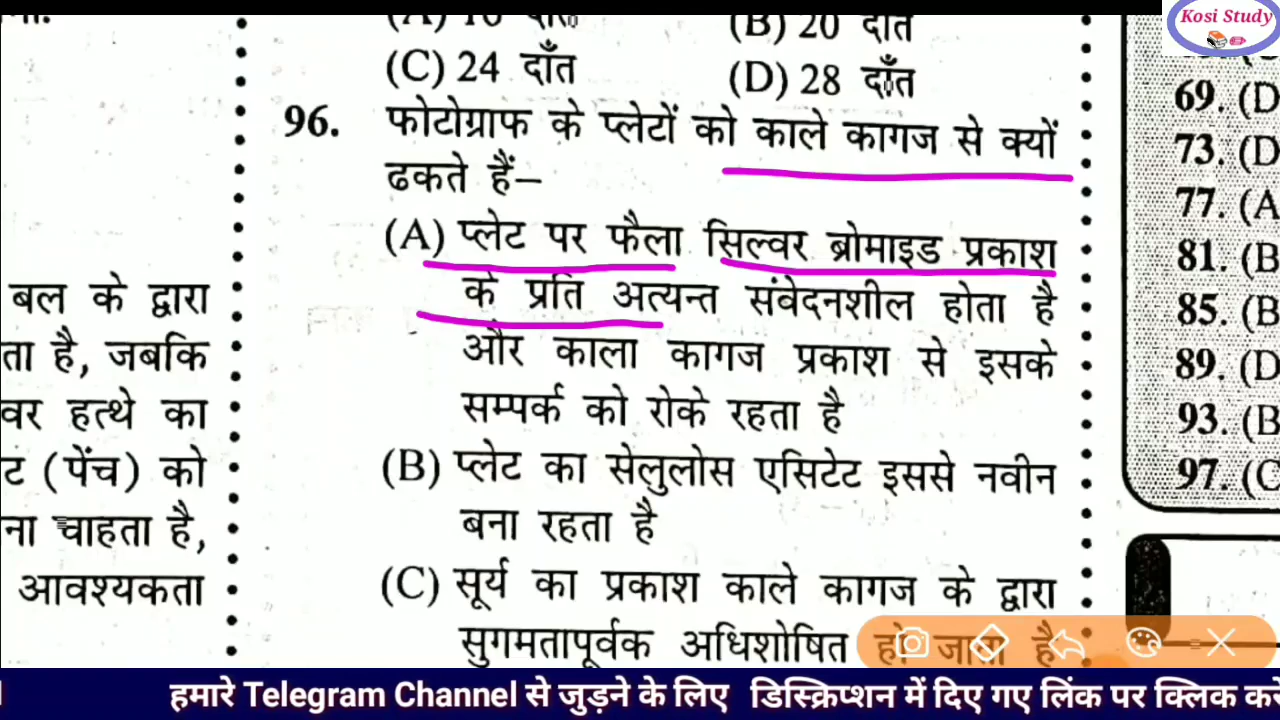 (B) 20 दाँत
(C) 24 दाँत
(D) 28 दाँत
96. फोटोग्राफ के प्लेटों को काले कागज से क्यों
ढकते हैं–
(A) प्लेट पर फैला सिल्वर ब्रोमाइड प्रकाश
के प्रति अत्यन्त संवेदनशील होता है
और काला कागज प्रकाश से इसके
सम्पर्क को रोके रहता है
(B) प्लेट का सेलुलोस एसिटेट इससे नवीन
बना रहता है
(C) सूर्य का प्रकाश काले कागज के द्वारा
सुगमतापूर्वक अधिशोषित हो जाता है
बल के द्वारा
ता है, जबकि
वर हत्थे का
ट (पेंच) को
ना चाहता है,
आवश्यकता
Kosi Study
69. (D
73. (D
77. (A
81. (B
85. (B
89. (D
93. (B
97. (C
हमारे Telegram Channel से जुड़ने के लिए डिस्क्रिप्शन में दिए गए लिंक पर क्लिक करे